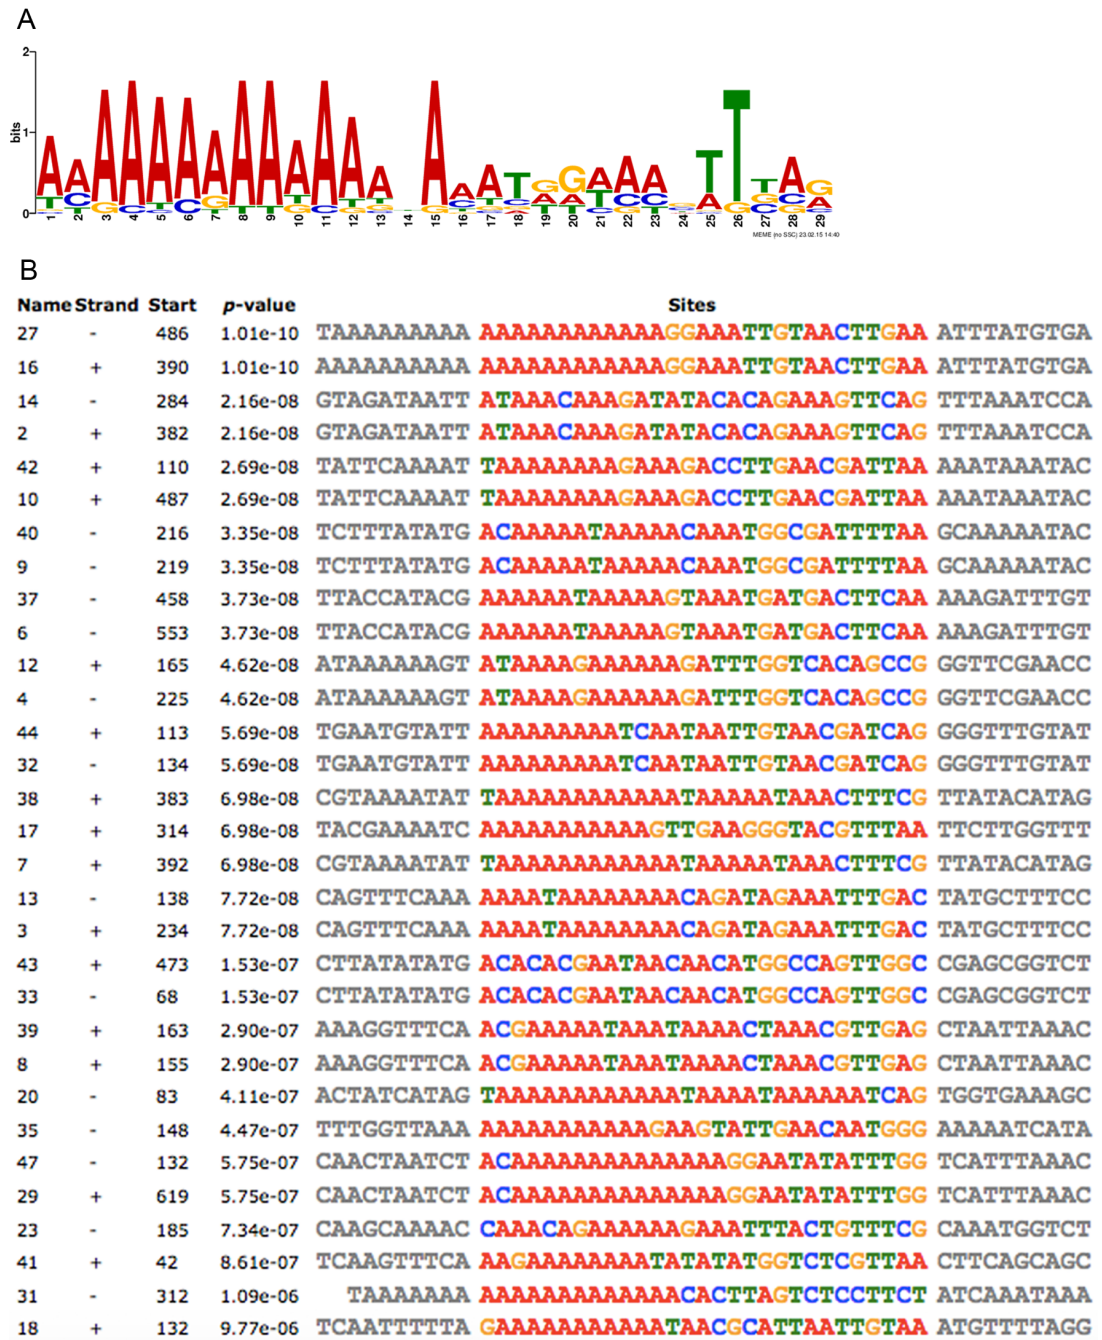 A
2
bits
1
0
1 2 3 4 5 6 7 8 9 10 11 12 13 14 15 16 17 18 19 20 21 22 23 24 25 26 27 28 29
MEME (no SSC) 23.02.15 14:40
B
Name Strand Start p-value Sites
27 - 486 1.01e-10 TAAAAAAAAA AAAAAAAAAAAAGGAAATTGTAACTTGAA ATTTATGTGA
16 + 390 1.01e-10 AAAAAAAAAA AAAAAAAAAAAAGGAAATTGTAACTTGAA ATTTATGTGA
14 - 284 2.16e-08 GTAGATAATT ATAAACAAAGATATACACAGAAAGTTCAG TTTAAATCCA
2 + 382 2.16e-08 GTAGATAATT ATAAACAAAGATATACACAGAAAGTTCAG TTTAAATCCA
42 + 110 2.69e-08 TATTCAAAAT TAAAAAAAAGAAAGACCTTGAACGATTAA AAATAAATAC
10 + 487 2.69e-08 TATTCAAAAT TAAAAAAAAGAAAGACCTTGAACGATTAA AAATAAATAC
40 - 216 3.35e-08 TCTTTATATG ACAAAAATAAAAACAAATGGCGATTTTAA GCAAAAATAC
9 - 219 3.35e-08 TCTTTATATG ACAAAAATAAAAACAAATGGCGATTTTAA GCAAAAATAC
37 - 458 3.73e-08 TTACCATACG AAAAAATAAAAAGTAAATGATGACTTCAA AAAGATTTGT
6 - 553 3.73e-08 TTACCATACG AAAAAATAAAAAGTAAATGATGACTTCAA AAAGATTTGT
12 + 165 4.62e-08 ATAAAAAAGT ATAAAAGAAAAAAGATTTGGTCACAGCCG GGTTCGAACC
4 - 225 4.62e-08 ATAAAAAAGT ATAAAAGAAAAAAGATTTGGTCACAGCCG GGTTCGAACC
44 + 113 5.69e-08 TGAATGTATT AAAAAAAAATCAATAATTGTAACGATCAG GGGTTTGTAT
32 - 134 5.69e-08 TGAATGTATT AAAAAAAAATCAATAATTGTAACGATCAG GGGTTTGTAT
38 + 383 6.98e-08 CGTAAAATAT TAAAAAAAAAAAATAAAAATAAACTTTCG TTATACATAG
17 + 314 6.98e-08 TACGAAAATC AAAAAAAAAAAGTTGAAGGGTACGTTTAA TTCTTGGTTT
7 + 392 6.98e-08 CGTAAAATAT TAAAAAAAAAAAATAAAAATAAACTTTCG TTATACATAG
13 - 138 7.72e-08 CAGTTTCAAA AAAATAAAAAAAACAGATAGAAATTTGAC TATGCTTTCC
3 + 234 7.72e-08 CAGTTTCAAA AAAATAAAAAAAACAGATAGAAATTTGAC TATGCTTTCC
43 + 473 1.53e-07 CTTATATATG ACACACGAATAACAACATGGCCAGTTGGC CGAGCGGTCT
33 - 68 1.53e-07 CTTATATATG ACACACGAATAACAACATGGCCAGTTGGC CGAGCGGTCT
39 + 163 2.90e-07 AAAGGTTTCA ACGAAAAATAAATAAAACTAAACGTTGAG CTAATTAAAC
8 + 155 2.90e-07 AAAGGTTTCA ACGAAAAATAAATAAAACTAAACGTTGAG CTAATTAAAC
20 - 83 4.11e-07 ACTATCATAG TAAAAAAAAAAAATAAAATAAAAAATCAG TGGTGAAAGC
35 - 148 4.47e-07 TTTGGTTAAA AAAAAAAAAAAGAAGTATTGAACAATGGG AAAAATCATA
47 - 132 5.75e-07 CAACTAATCT ACAAAAAAAAAAAAAAGGAATATATTTGG TCATTTAAAC
29 + 619 5.75e-07 CAACTAATCT ACAAAAAAAAAAAAAAGGAATATATTTGG TCATTTAAAC
23 - 185 7.34e-07 CAAGCAAAAC CAAACAGAAAAAAGAAATTTACTGTTTCG CAAATGGTCT
41 + 42 8.61e-07 TCAAGTTTCA AAGAAAAAAAATATATATGGTCTCGTTAA CTTCAGCAGC
31 - 312 1.09e-06 TAAAAAAA AAAAAAAAAAAAACACTTAGTCTCCTTCT ATCAAATAAA
18 + 132 9.77e-06 TCAATTTTTA GAAAAAAAAAAATAACGCATTAATTGTAA ATGTTTTAGG